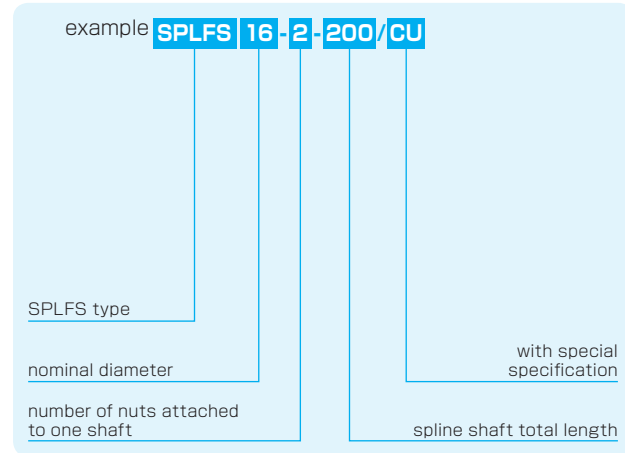 example SPLFS 16-2-200/CU
SPLFS type
nominal diameter
with special
specification
number of nuts attached
to one shaft
spline shaft total length